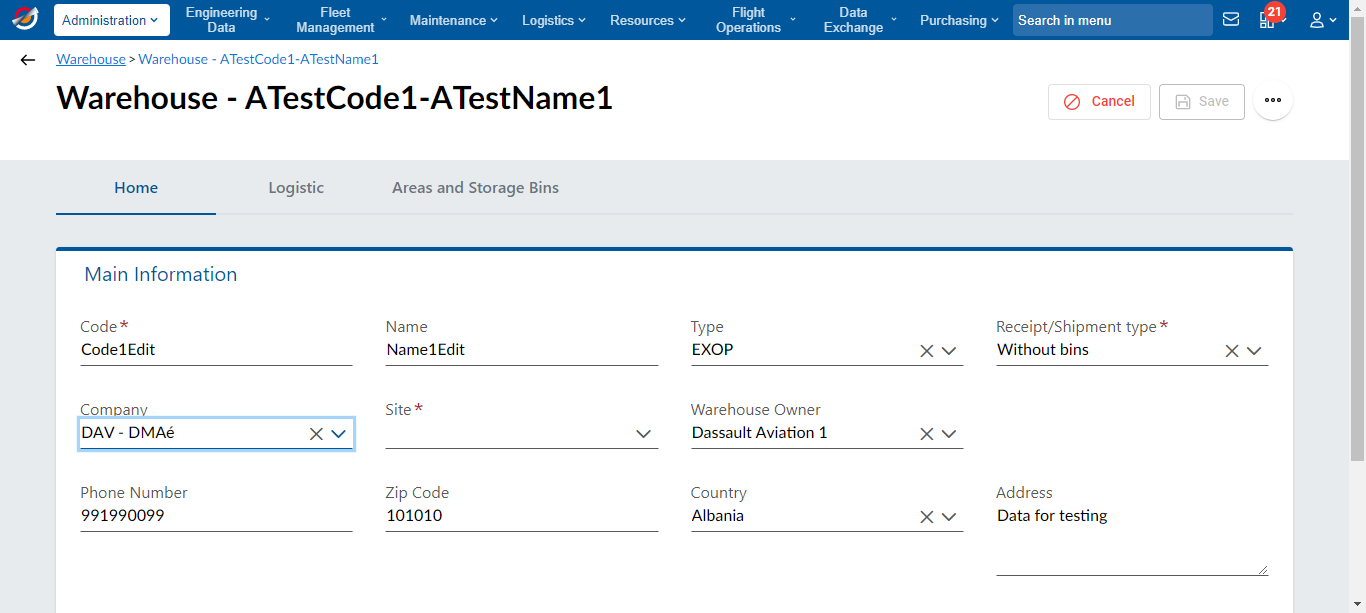 Administration
Engineering Data
Fleet Management
Maintenance
Logistics
Resources
Flight Operations
Data Exchange
Purchasing
Search in menu
21
Warehouse > Warehouse - ATestCode1-ATestName1
Warehouse - ATestCode1-ATestName1
Cancel
Save
Home
Logistic
Areas and Storage Bins
Main Information
Code*
Code1Edit
Name
Name1Edit
Type
EXOP
Receipt/Shipment type*
Without bins
Company
DAV - DMAé
Site*
Warehouse Owner
Dassault Aviation 1
Phone Number
991990099
Zip Code
101010
Country
Albania
Address
Data for testing